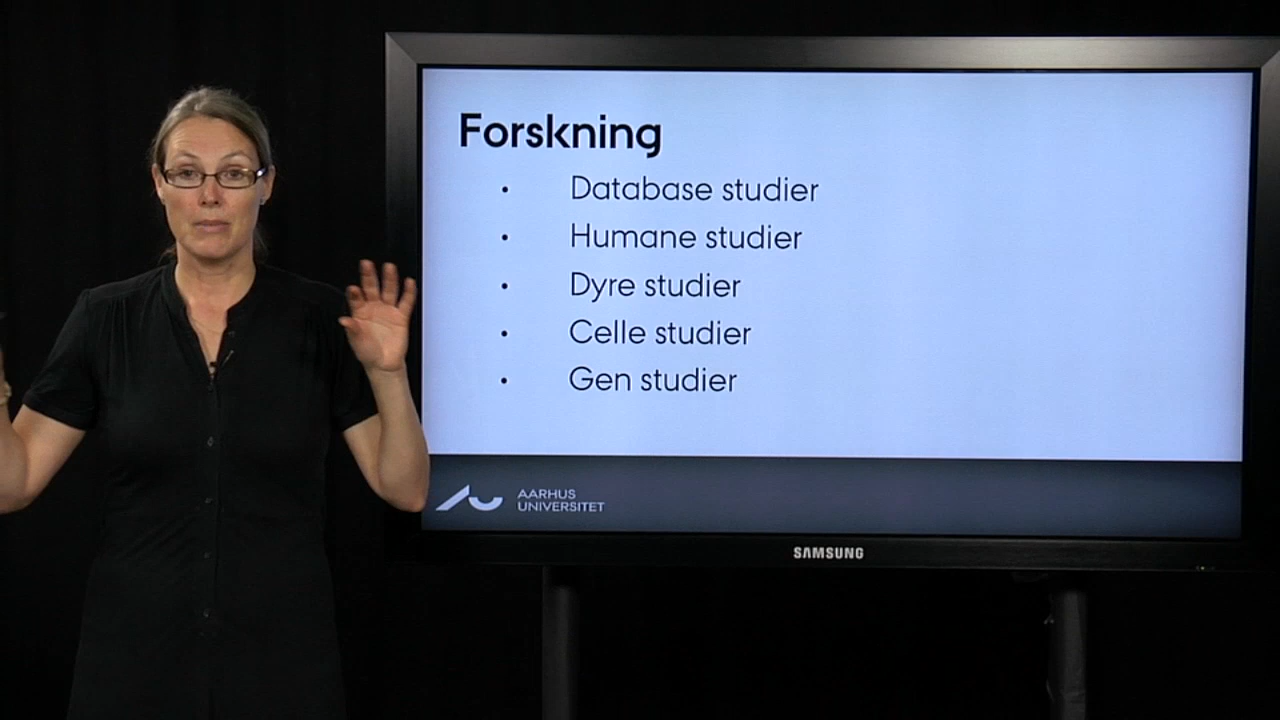 Forskning
• Database studier
• Humane studier
• Dyre studier
• Celle studier
• Gen studier
AARHUS
UNIVERSITET
SAMSUNG